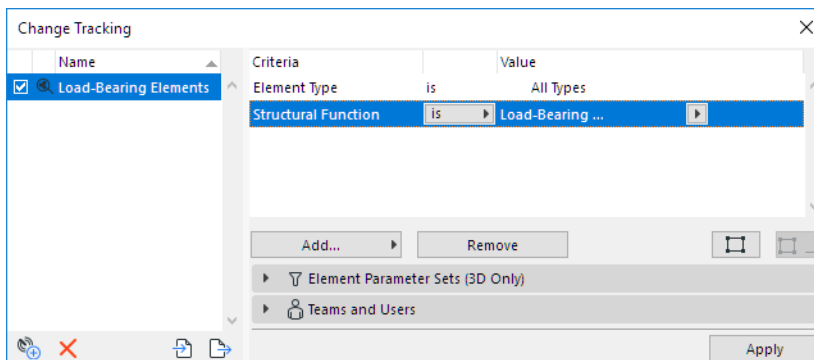 Change Tracking
Name
Load-Bearing Elements
Criteria Value
Element Type is All Types
Structural Function is Load-Bearing ...
Add... Remove
Element Parameter Sets (3D Only)
Teams and Users
Apply